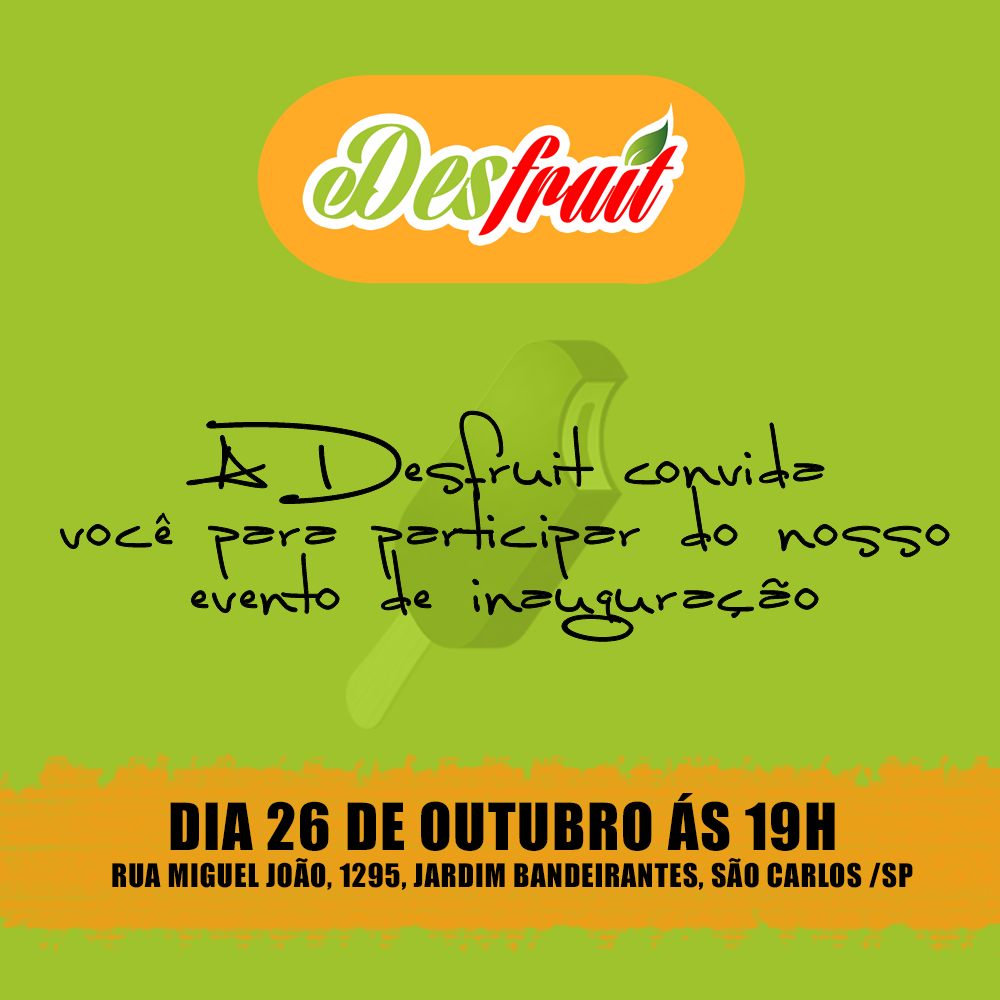 Desfruit
A Desfruit convida
você para participar do nosso
evento de inauguração
DIA 26 DE OUTUBRO ÁS 19H
RUA MIGUEL JOÃO, 1295, JARDIM BANDEIRANTES, SÃO CARLOS /SP